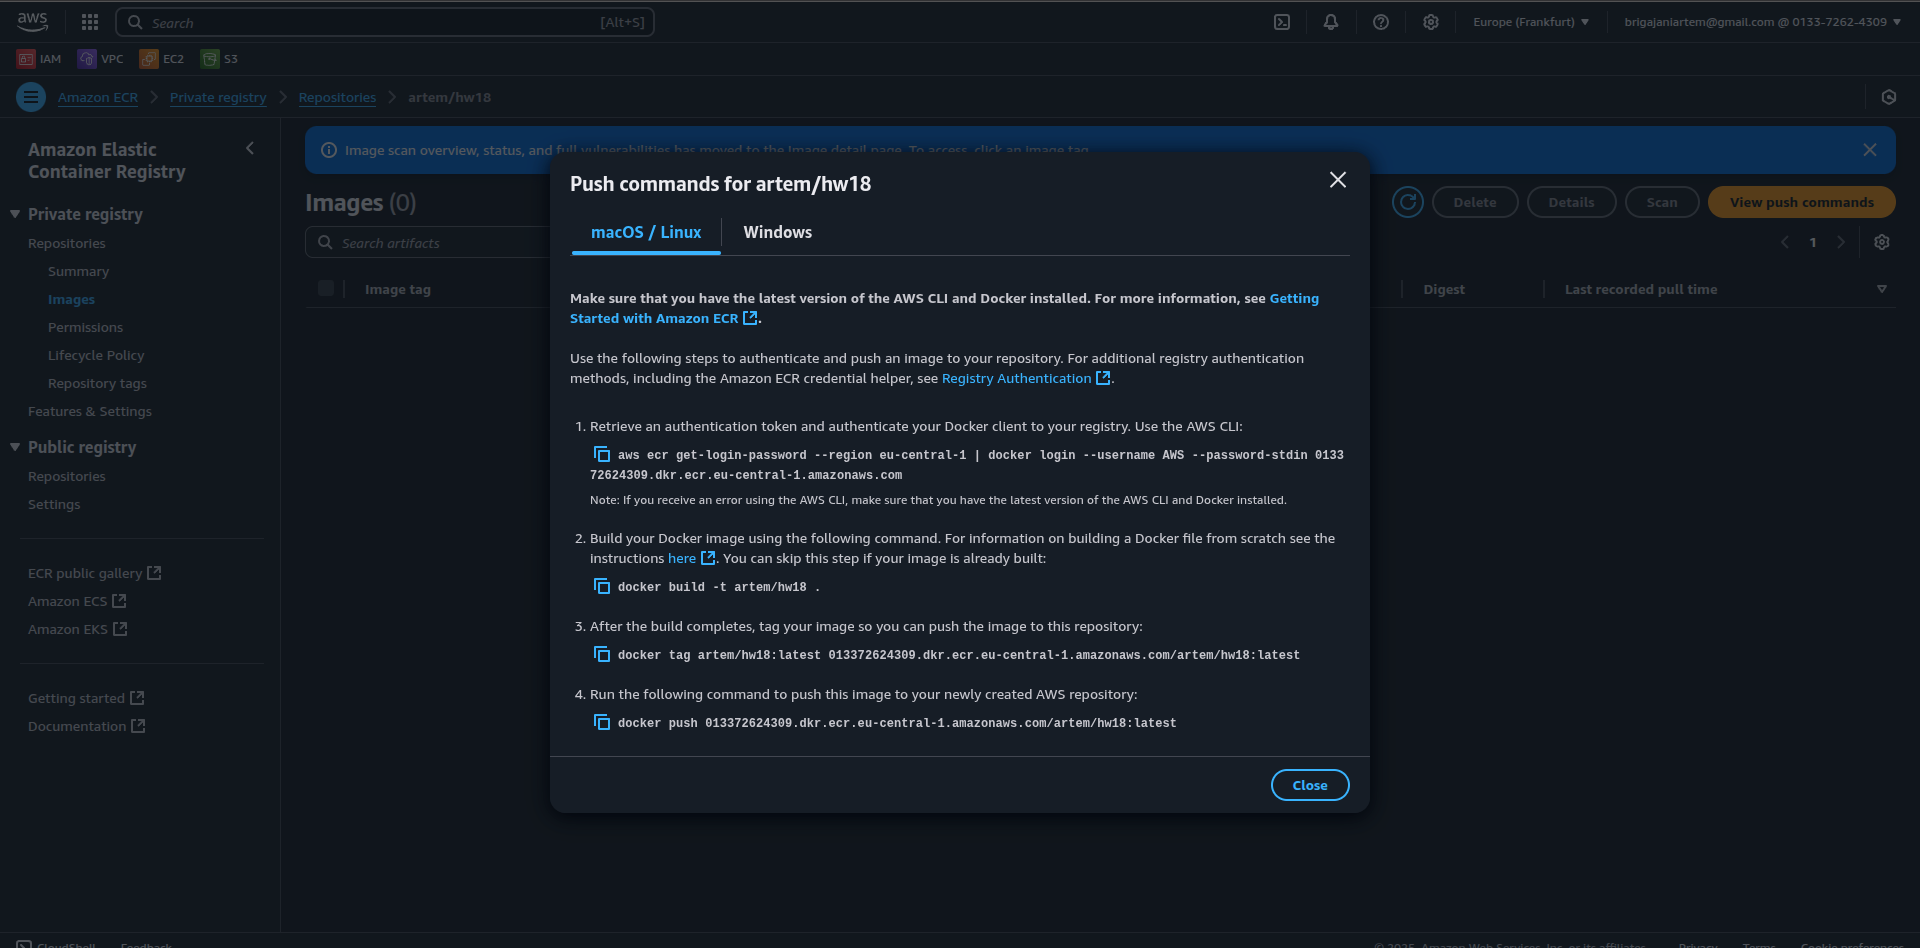 aws
Search [Alt+S]
Europe (Frankfurt)
brigajaniartem@gmail.com @ 0133-7262-4309
IAM VPC EC2 S3
Amazon ECR Private registry Repositories artem/hw18
Amazon Elastic
Container Registry
Private registry
Repositories
Summary
Images
Permissions
Lifecycle Policy
Repository tags
Features & Settings
Public registry
Repositories
Settings
ECR public gallery
Amazon ECS
Amazon EKS
Getting started
Documentation
Image scan overview, status, and full vulnerabilities has moved to the Image detail page. To access, click an image tag
Images (0)
Delete Details Scan View push commands
Search artifacts
1
Image tag Digest Last recorded pull time
Push commands for artem/hw18
macOS / Linux Windows
Make sure that you have the latest version of the AWS CLI and Docker installed. For more information, see Getting
Started with Amazon ECR .
Use the following steps to authenticate and push an image to your repository. For additional registry authentication
methods, including the Amazon ECR credential helper, see Registry Authentication .
1. Retrieve an authentication token and authenticate your Docker client to your registry. Use the AWS CLI:
aws ecr get-login-password --region eu-central-1 | docker login --username AWS --password-stdin 0133
72624309.dkr.ecr.eu-central-1.amazonaws.com
Note: If you receive an error using the AWS CLI, make sure that you have the latest version of the AWS CLI and Docker installed.
2. Build your Docker image using the following command. For information on building a Docker file from scratch see the
instructions here . You can skip this step if your image is already built:
docker build -t artem/hw18 .
3. After the build completes, tag your image so you can push the image to this repository:
docker tag artem/hw18:latest 013372624309.dkr.ecr.eu-central-1.amazonaws.com/artem/hw18:latest
4. Run the following command to push this image to your newly created AWS repository:
docker push 013372624309.dkr.ecr.eu-central-1.amazonaws.com/artem/hw18:latest
Close
CloudShell Feedback
© 2025, Amazon Web Services, Inc. or its affiliates. Privacy Terms Cookie preferences